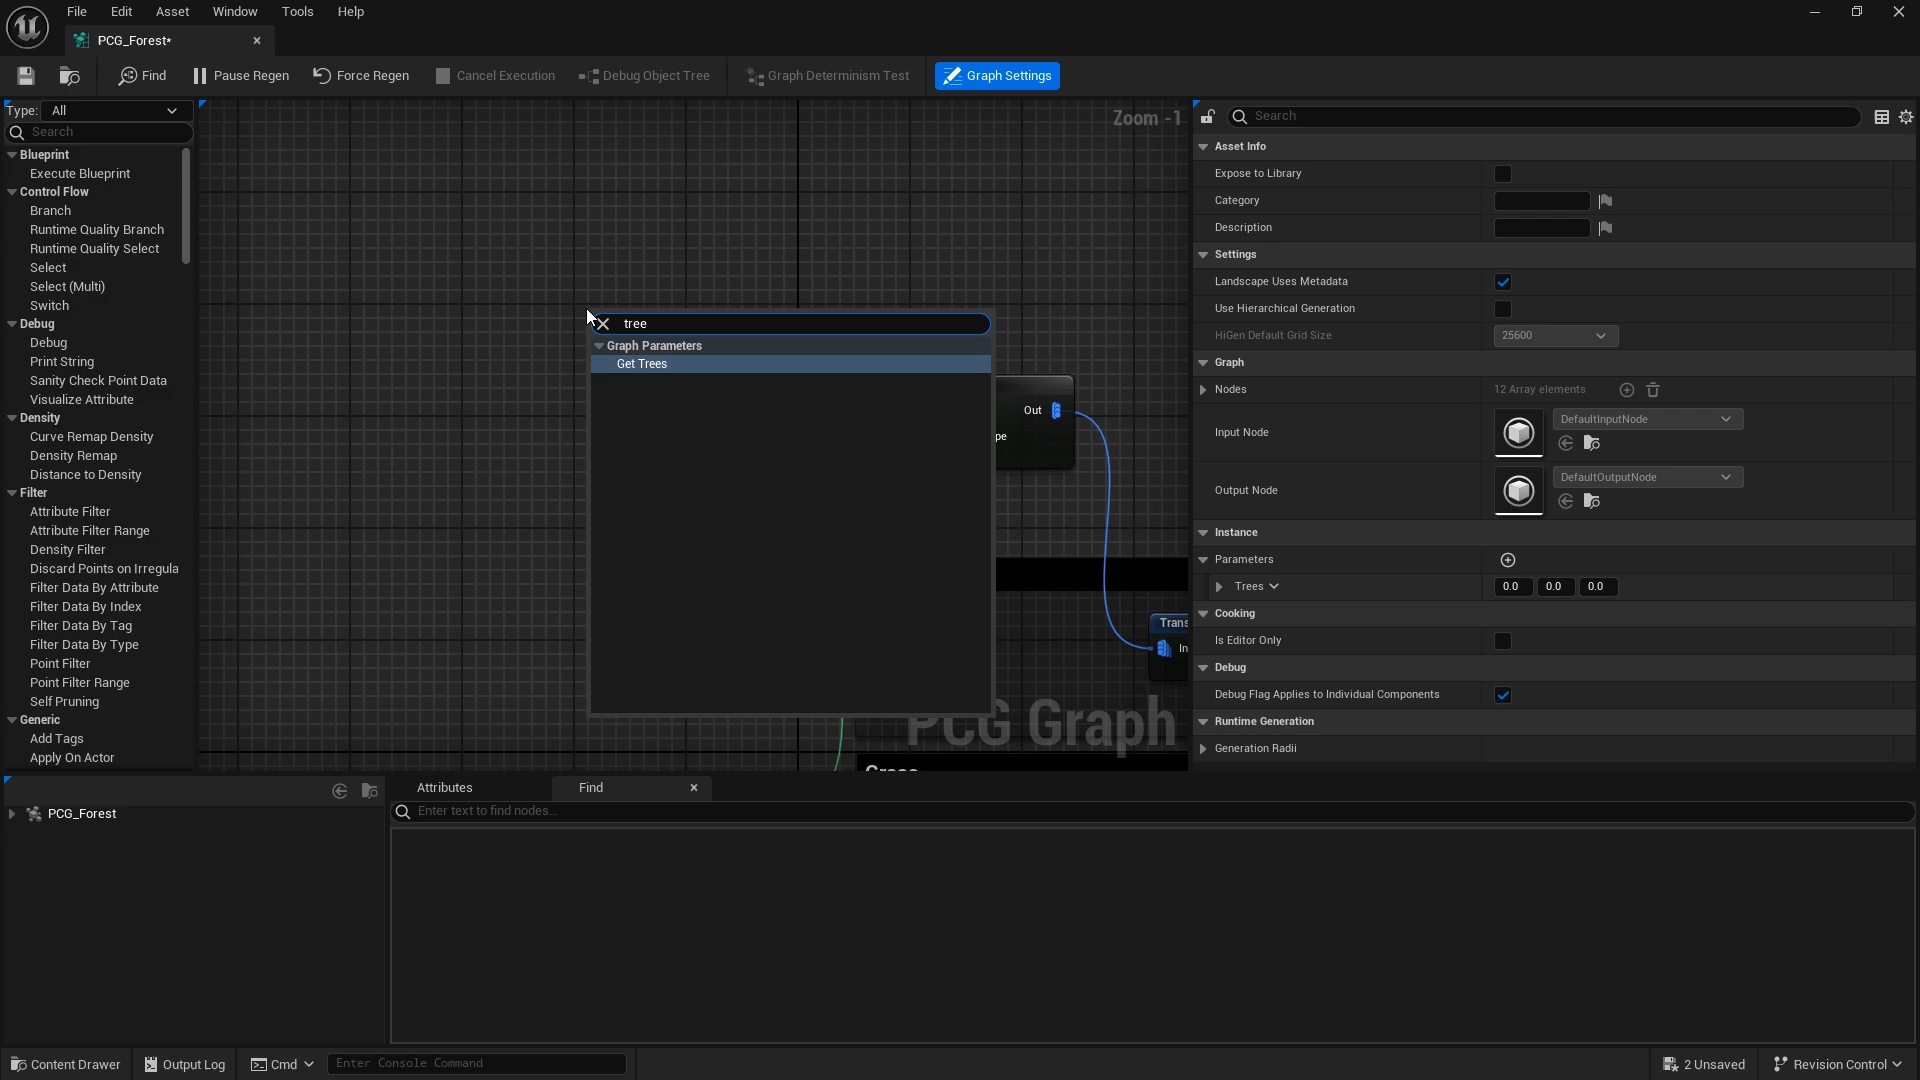 File Edit Asset Window Tools Help
PCG_Forest*
Find Pause Regen Force Regen Cancel Execution Debug Object Tree Graph Determinism Test Graph Settings
Type: All
Search
Blueprint
Execute Blueprint
Control Flow
Branch
Runtime Quality Branch
Runtime Quality Select
Select
Select (Multi)
Switch
Debug
Debug
Print String
Sanity Check Point Data
Visualize Attribute
Density
Curve Remap Density
Density Remap
Distance to Density
Filter
Attribute Filter
Attribute Filter Range
Density Filter
Discard Points on Irregula
Filter Data By Attribute
Filter Data By Index
Filter Data By Tag
Filter Data By Type
Point Filter
Point Filter Range
Self Pruning
Generic
Add Tags
Apply On Actor
Zoom -1
tree
Graph Parameters
Get Trees
Out
pe
Trans
In
PCG Graph
Search
Asset Info
Expose to Library
Category
Description
Settings
Landscape Uses Metadata
Use Hierarchical Generation
HiGen Default Grid Size 25600
Graph
Nodes 12 Array elements
Input Node DefaultInputNode
Output Node DefaultOutputNode
Instance
Parameters
Trees 0.0 0.0 0.0
Cooking
Is Editor Only
Debug
Debug Flag Applies to Individual Components
Runtime Generation
Generation Radii
PCG_Forest
Attributes Find
Enter text to find nodes...
Content Drawer Output Log Cmd Enter Console Command 2 Unsaved Revision Control